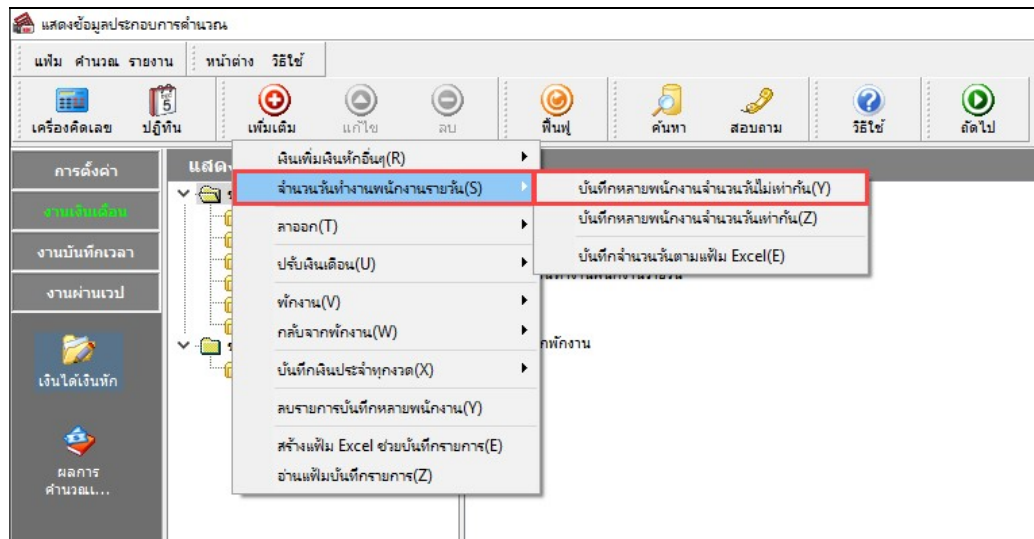 แสดงข้อมูลประกอบการคำนวณ
แฟ้ม คำนวณ รายงาน หน้าต่าง วิธีใช้
เครื่องคิดเลข ปฏิทิน เพิ่มเติม แก้ไข ลบ ฟื้นฟู ค้นหา สอบถาม วิธีใช้ ถัดไป
การตั้งค่า
งานเงินเดือน
งานบันทึกเวลา
งานผ่านเวป
เงินได้เงินหัก
ผลการ
คำนวณเ...
แสดง
เงินเพิ่มเงินหักอื่นๆ(R)
จำนวนวันทำงานพนักงานรายวัน(S)
ลาออก(T)
ปรับเงินเดือน(U)
พักงาน(V)
กลับจากพักงาน(W)
บันทึกเงินประจำทุกงวด(X)
ลบรายการบันทึกหลายพนักงาน(Y)
สร้างแฟ้ม Excel ช่วยบันทึกรายการ(E)
อ่านแฟ้มบันทึกรายการ(Z)
บันทึกหลายพนักงานจำนวนวันไม่เท่ากัน(Y)
บันทึกหลายพนักงานจำนวนวันเท่ากัน(Z)
บันทึกจำนวนวันตามแฟ้ม Excel(E)
กพักงาน